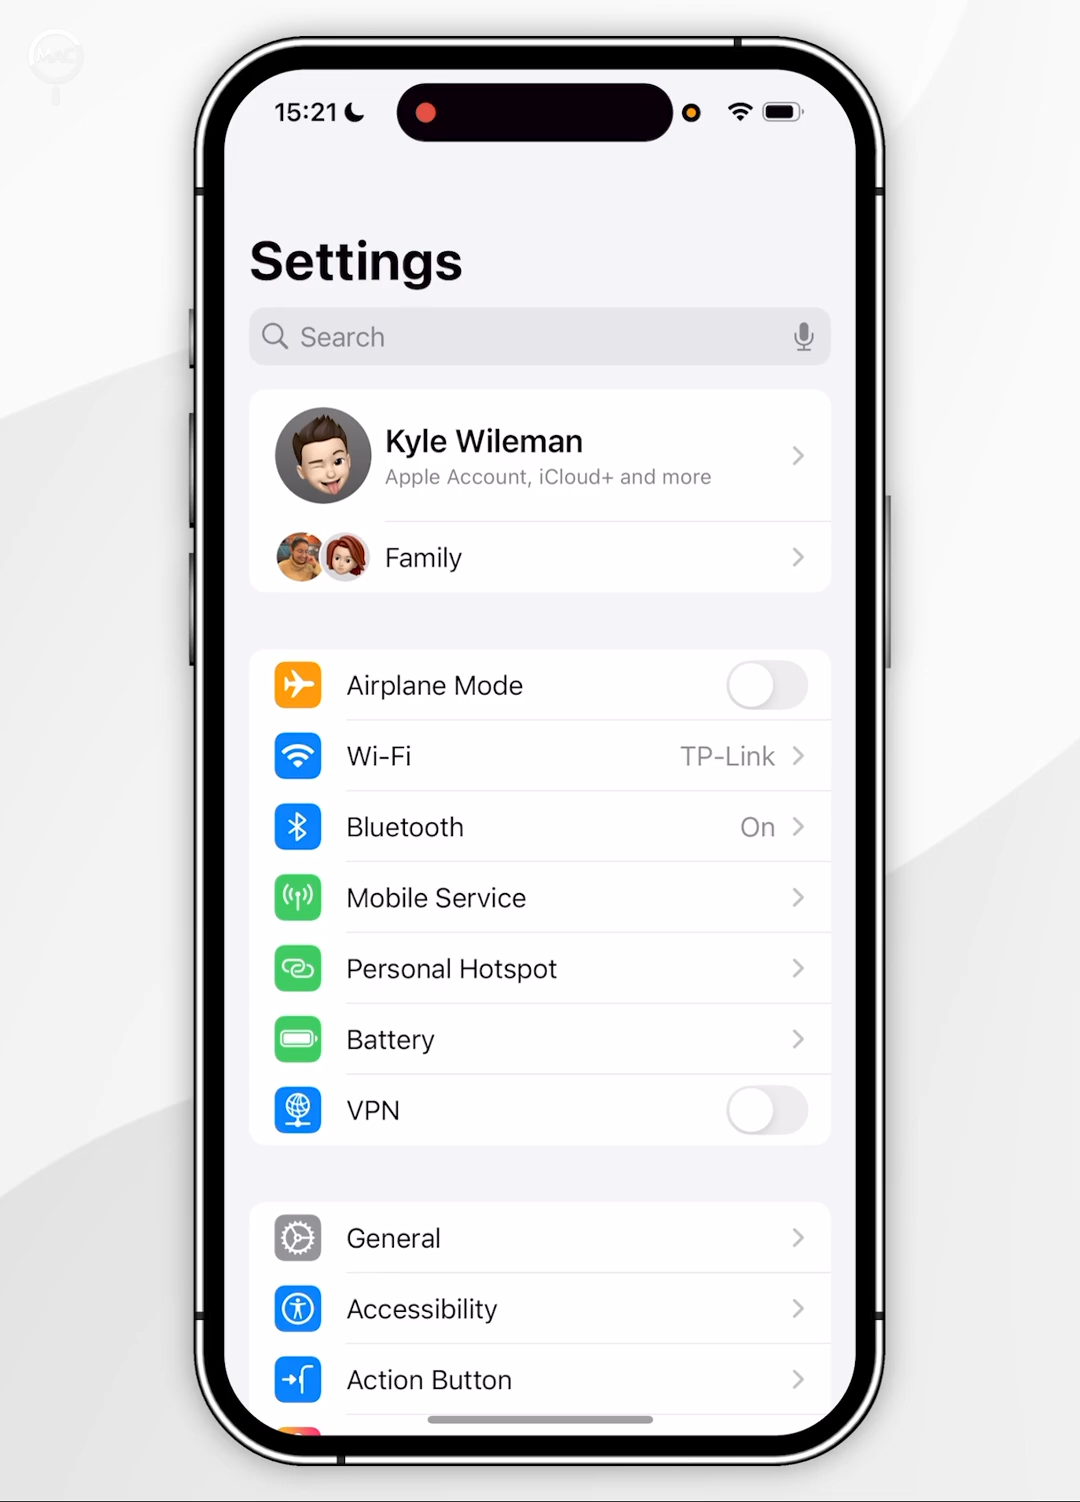 MAC
15:21
Settings
Search
Kyle Wileman
Apple Account, iCloud+ and more
Family
Airplane Mode
Wi-Fi TP-Link
Bluetooth On
Mobile Service
Personal Hotspot
Battery
VPN
General
Accessibility
Action Button